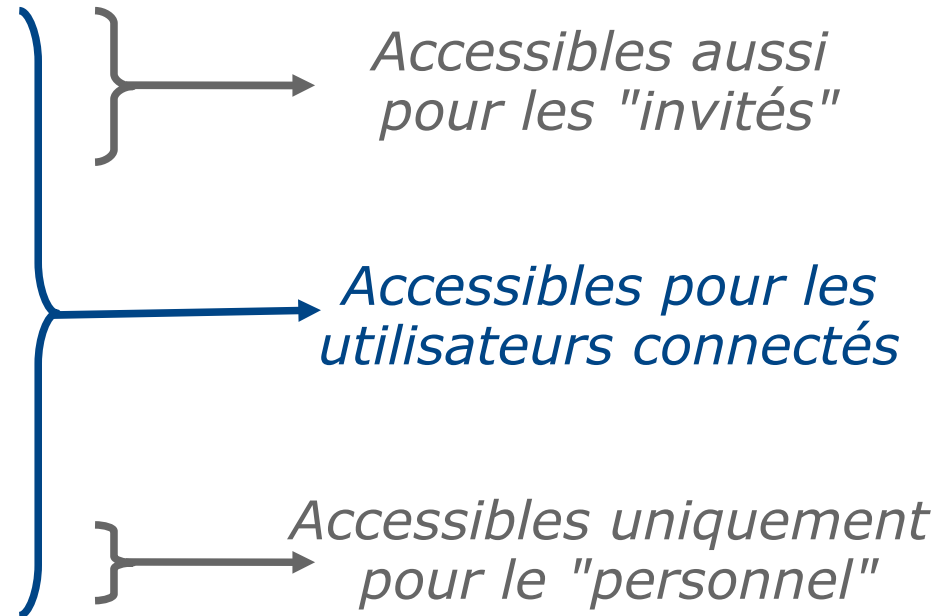 Accessibles aussi
pour les "invités"
Accessibles pour les
utilisateurs connectés
Accessibles uniquement
pour le "personnel"